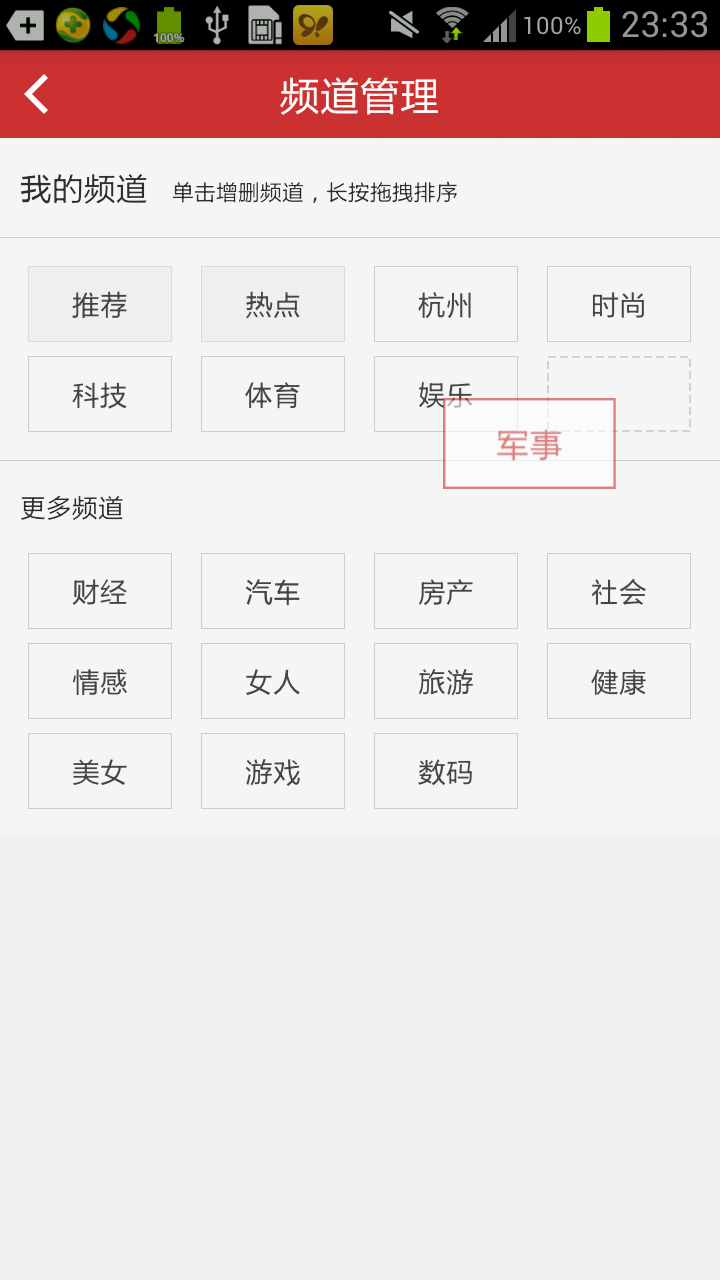 100% 100% 23:33
频道管理
我的频道 单击增删频道，长按拖拽排序
推荐 热点 杭州 时尚
科技 体育 娱乐
军事
更多频道
财经 汽车 房产 社会
情感 女人 旅游 健康
美女 游戏 数码